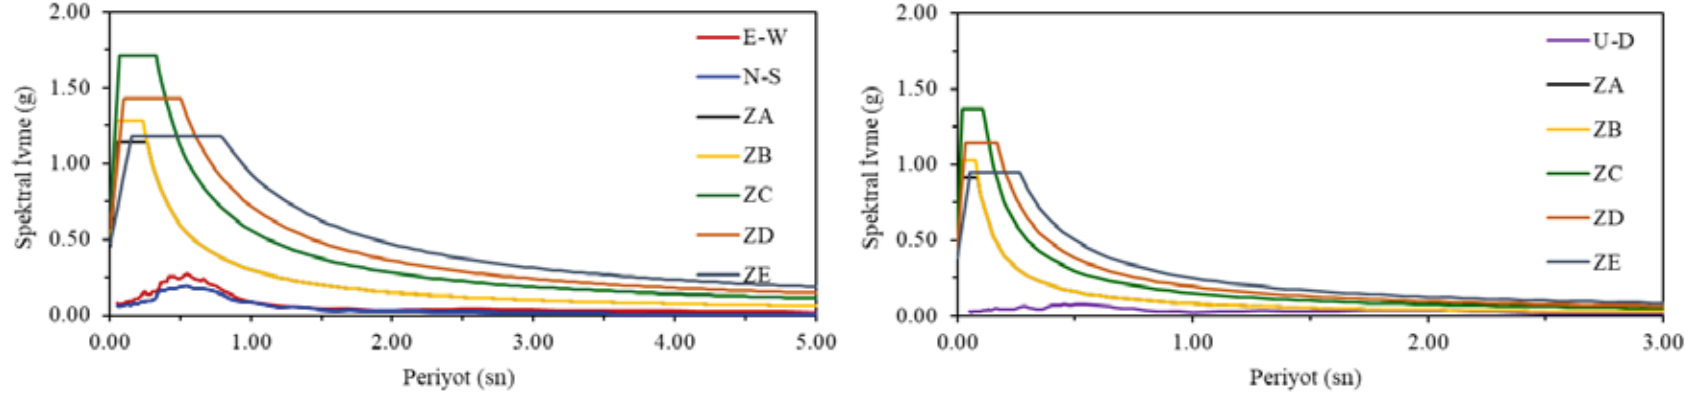 2.00
1.50
1.00
0.50
0.00
Spektral İvme (g)
E-W
N-S
ZA
ZB
ZC
ZD
ZE
0.00 1.00 2.00 3.00 4.00 5.00
Periyot (sn)
2.00
1.50
1.00
0.50
0.00
Spektral İvme (g)
U-D
ZA
ZB
ZC
ZD
ZE
0.00 1.00 2.00 3.00
Periyot (sn)